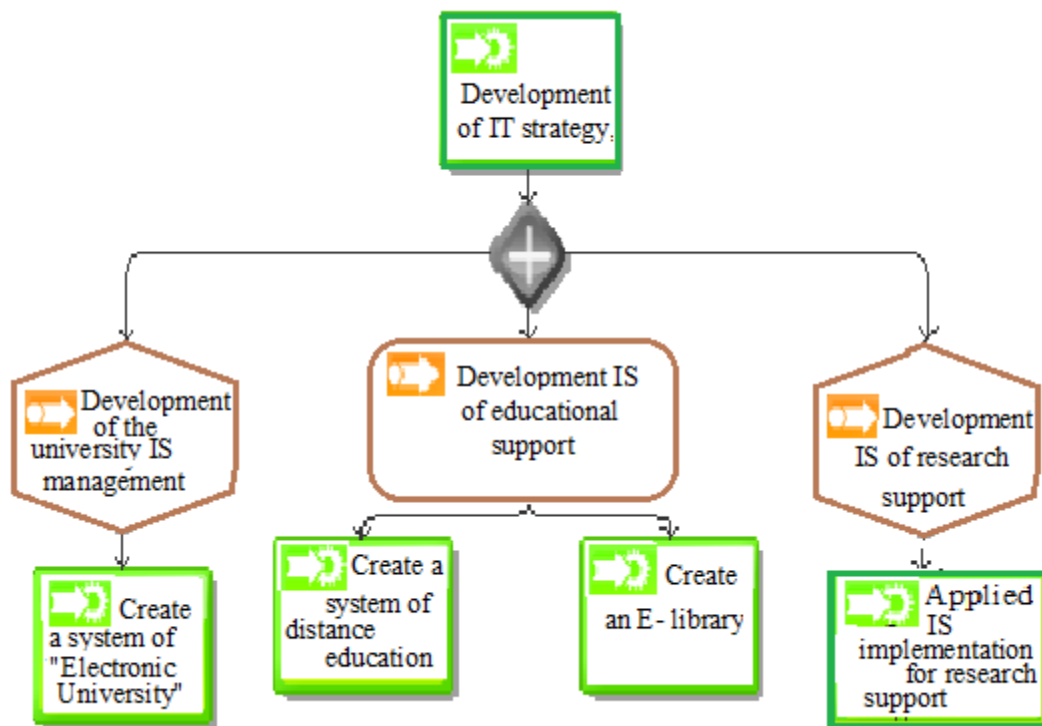 Development
of IT strategy,
Development
of the
university IS
management
Development IS
of educational
support
Development
IS of research
support
Create
a system of
"Electronic
University"
Create a
system of
distance
education
Create
an E- library
Applied
IS
implementation
for research
support